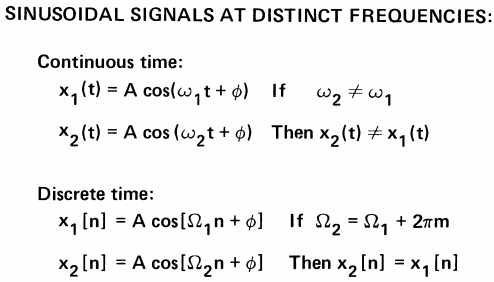 SINUSOIDAL SIGNALS AT DISTINCT FREQUENCIES:
Continuous time:
x₁(t) = A cos(ω₁t + ϕ) If ω₂ ≠ ω₁
x₂(t) = A cos (ω₂t + ϕ) Then x₂(t) ≠ x₁(t)
Discrete time:
x₁[n] = A cos[Ω₁n + ϕ] If Ω₂ = Ω₁ + 2πm
x₂[n] = A cos[Ω₂n + ϕ] Then x₂[n] = x₁[n]